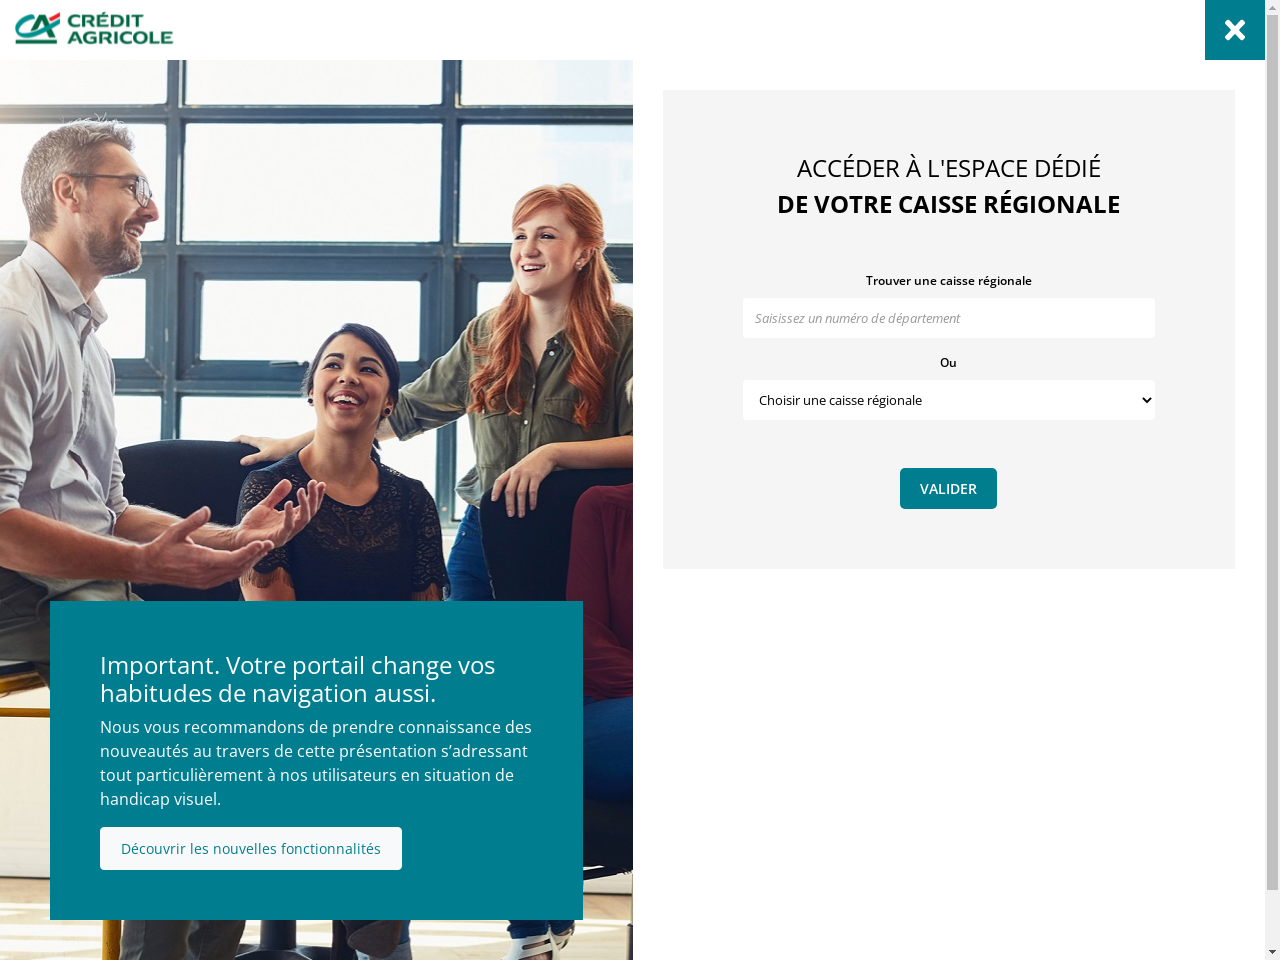 CRÉDIT
AGRICOLE
ACCÉDER À L'ESPACE DÉDIÉ
DE VOTRE CAISSE RÉGIONALE
Trouver une caisse régionale
Saisissez un numéro de département
Ou
Choisir une caisse régionale
VALIDER
Important. Votre portail change vos
habitudes de navigation aussi.
Nous vous recommandons de prendre connaissance des
nouveautés au travers de cette présentation s’adressant
tout particulièrement à nos utilisateurs en situation de
handicap visuel.
Découvrir les nouvelles fonctionnalités